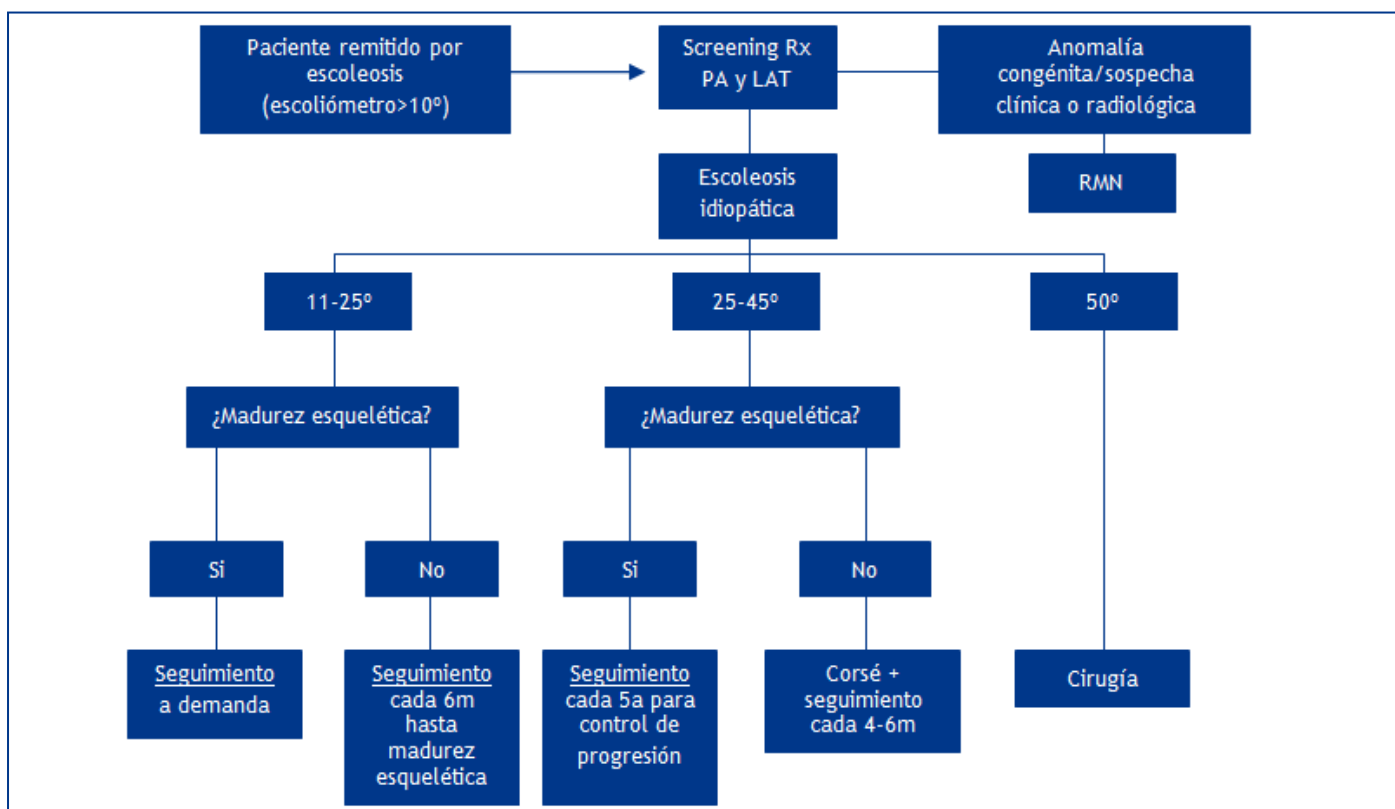 Paciente remitido por
escoleosis
(escoliómetro>10º)
Screening Rx
PA y LAT
Anomalía
congénita/sospecha
clínica o radiológica
Escoleosis
idiopática
RMN
11-25º
25-45º
50º
¿Madurez esquelética?
¿Madurez esquelética?
Si
No
Si
No
Seguimiento
a demanda
Seguimiento
cada 6m
hasta
madurez
esquelética
Seguimiento
cada 5a para
control de
progresión
Corsé +
seguimiento
cada 4-6m
Cirugía